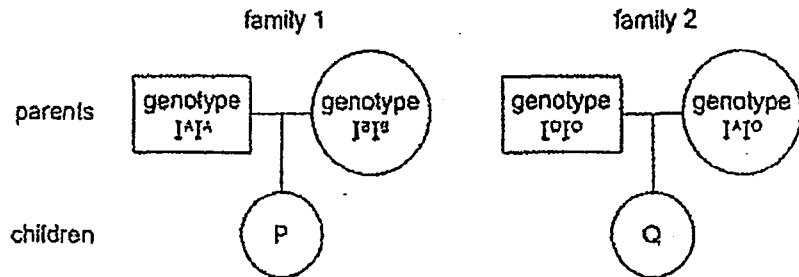 family 1 family 2
parents genotype genotype genotype genotype
IᴬIᴬ IᴮIᴮ IᴼIᴼ IᴬIᴼ
children P Q